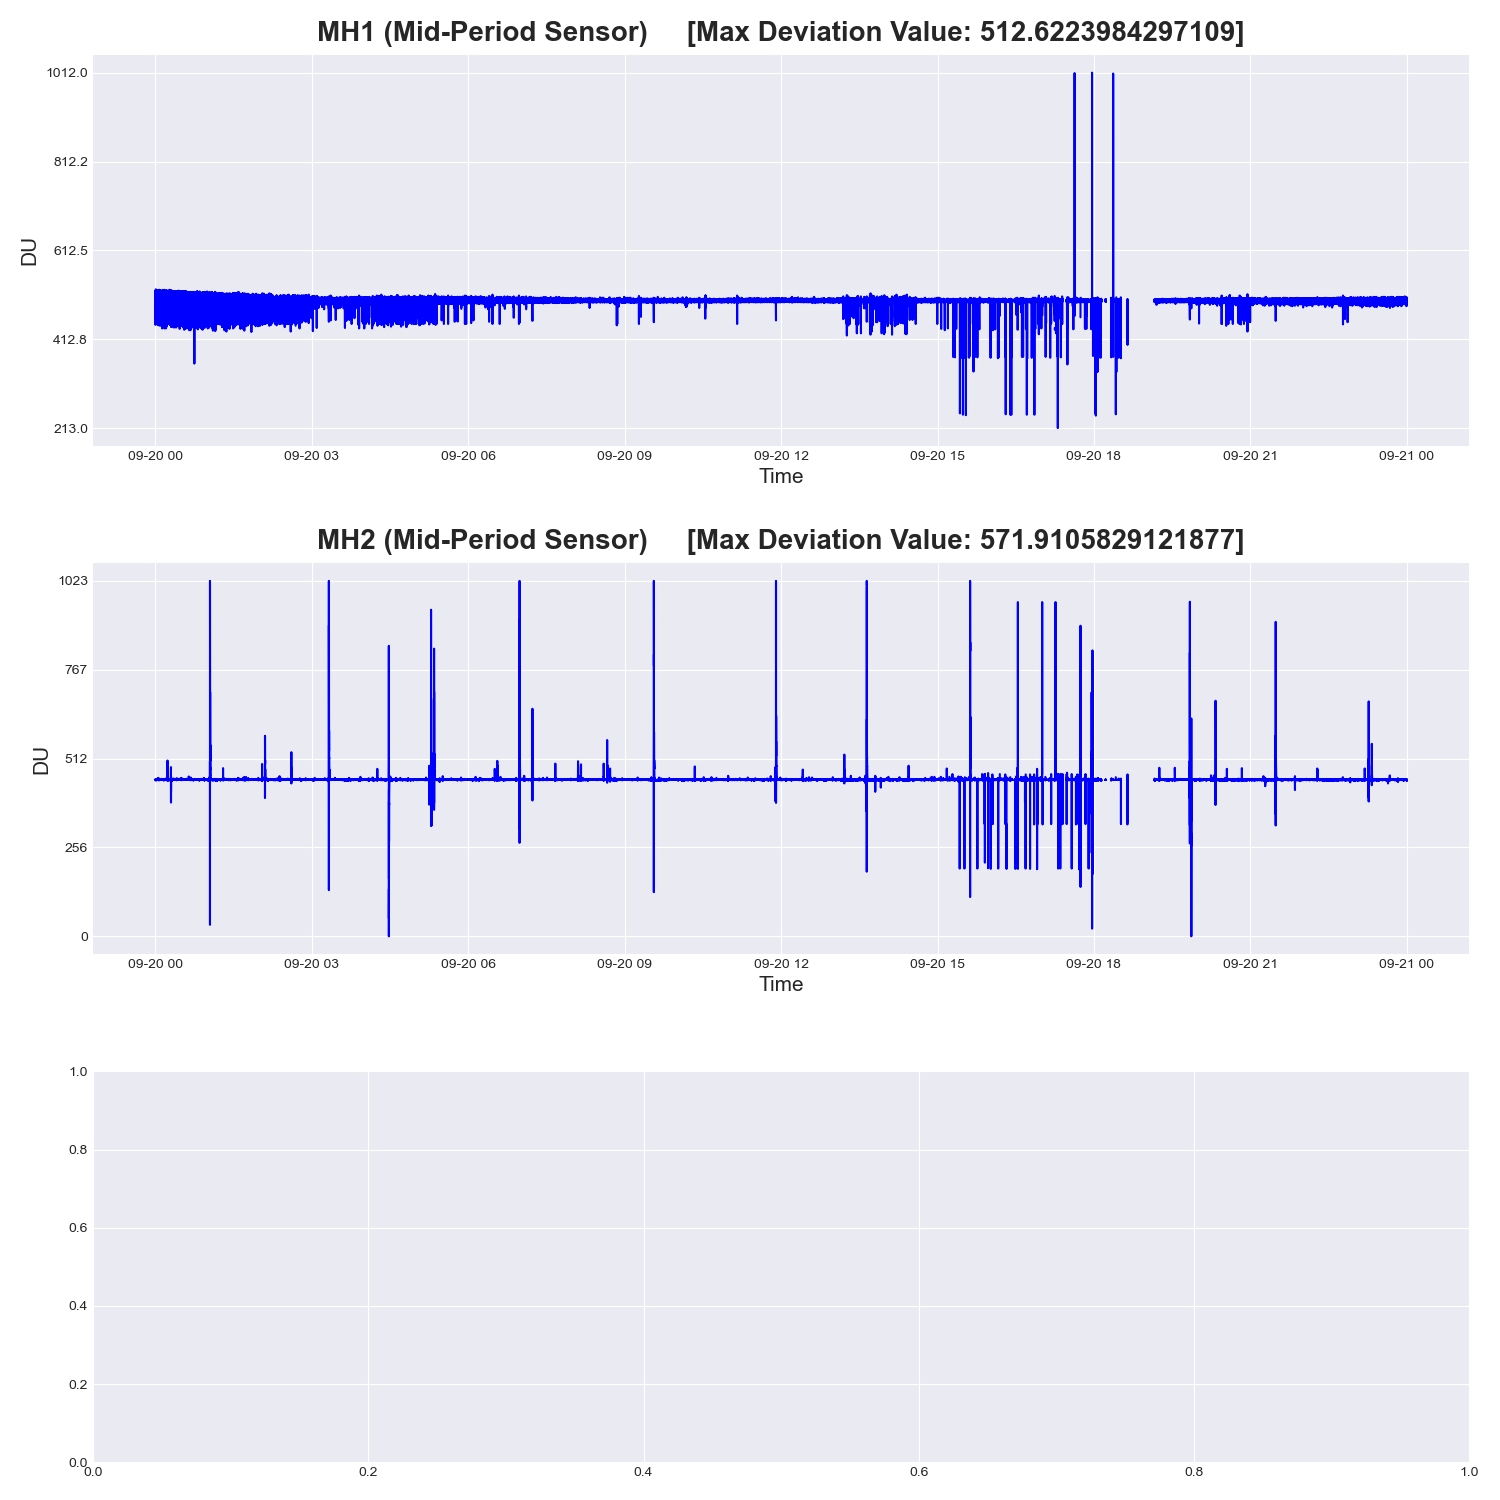 MH1 (Mid-Period Sensor) [Max Deviation Value: 512.6223984297109]
1012.0
812.2
612.5
412.8
213.0
DU
09-20 00 09-20 03 09-20 06 09-20 09 09-20 12 09-20 15 09-20 18 09-20 21 09-21 00
Time
MH2 (Mid-Period Sensor) [Max Deviation Value: 571.9105829121877]
1023
767
512
256
0
DU
09-20 00 09-20 03 09-20 06 09-20 09 09-20 12 09-20 15 09-20 18 09-20 21 09-21 00
Time
1.0
0.8
0.6
0.4
0.2
0.0
0.0 0.2 0.4 0.6 0.8 1.0